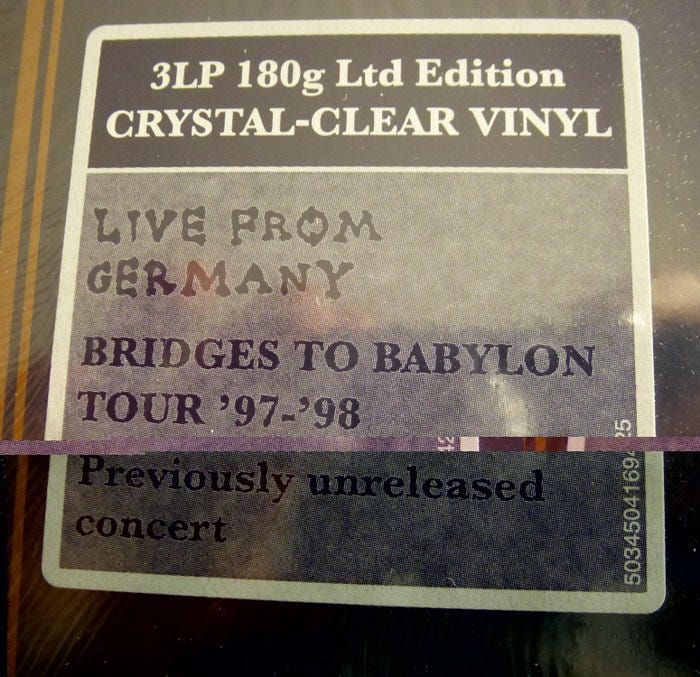 3LP 180g Ltd Edition
CRYSTAL-CLEAR VINYL
LIVE FROM
GERMANY
BRIDGES TO BABYLON
TOUR ’97-’98
Previously unreleased
concert
5034504169425